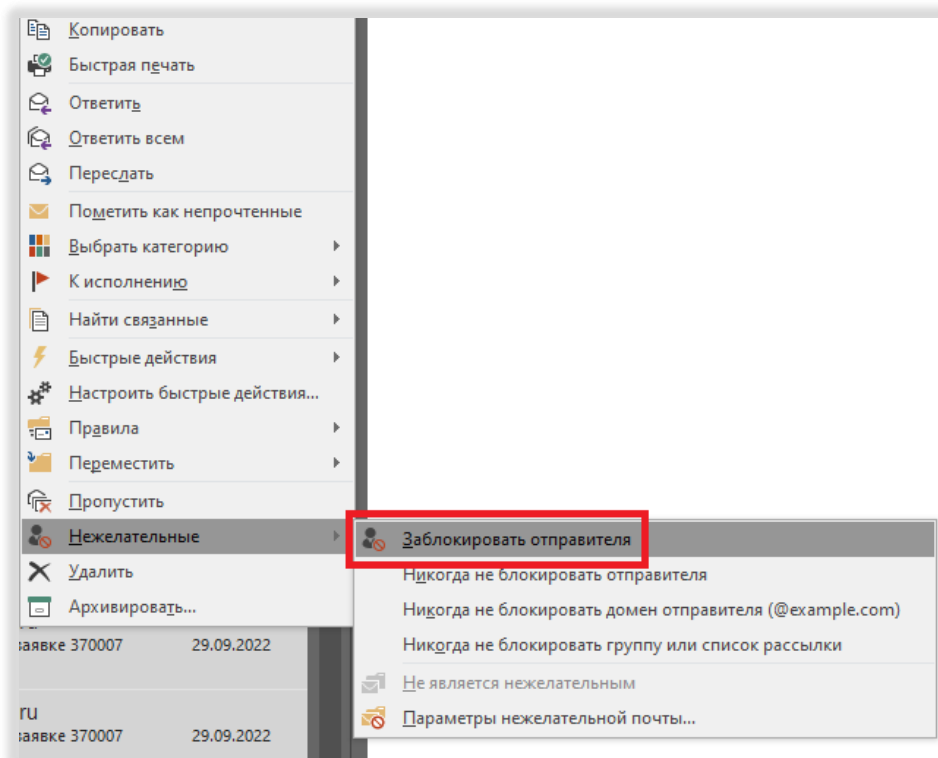 Копировать
Быстрая печать
Ответить
Ответить всем
Переслать
Пометить как непрочтенные
Выбрать категорию
К исполнению
Найти связанные
Быстрые действия
Настроить быстрые действия...
Правила
Переместить
Пропустить
Нежелательные
Удалить
Архивировать...
Заблокировать отправителя
Никогда не блокировать отправителя
Никогда не блокировать домен отправителя (@example.com)
Никогда не блокировать группу или список рассылки
Не является нежелательным
Параметры нежелательной почты...
заявке 370007 29.09.2022
ru
заявке 370007 29.09.2022